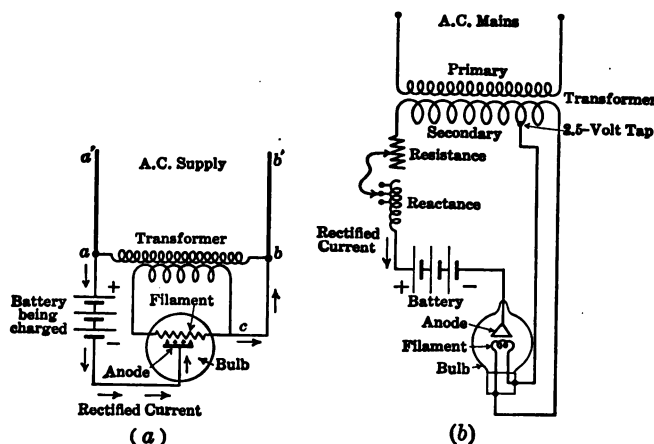 a'
b'
A.C. Supply
Transformer
a
b
+
Battery
being
charged
-
Filament
c
Anode
Bulb
Rectified Current
(a)
A.C. Mains
Primary
Transformer
Secondary
2.5-Volt Tap
Resistance
Reactance
Rectified
Current
+
Battery
-
Anode
Filament
Bulb
(b)